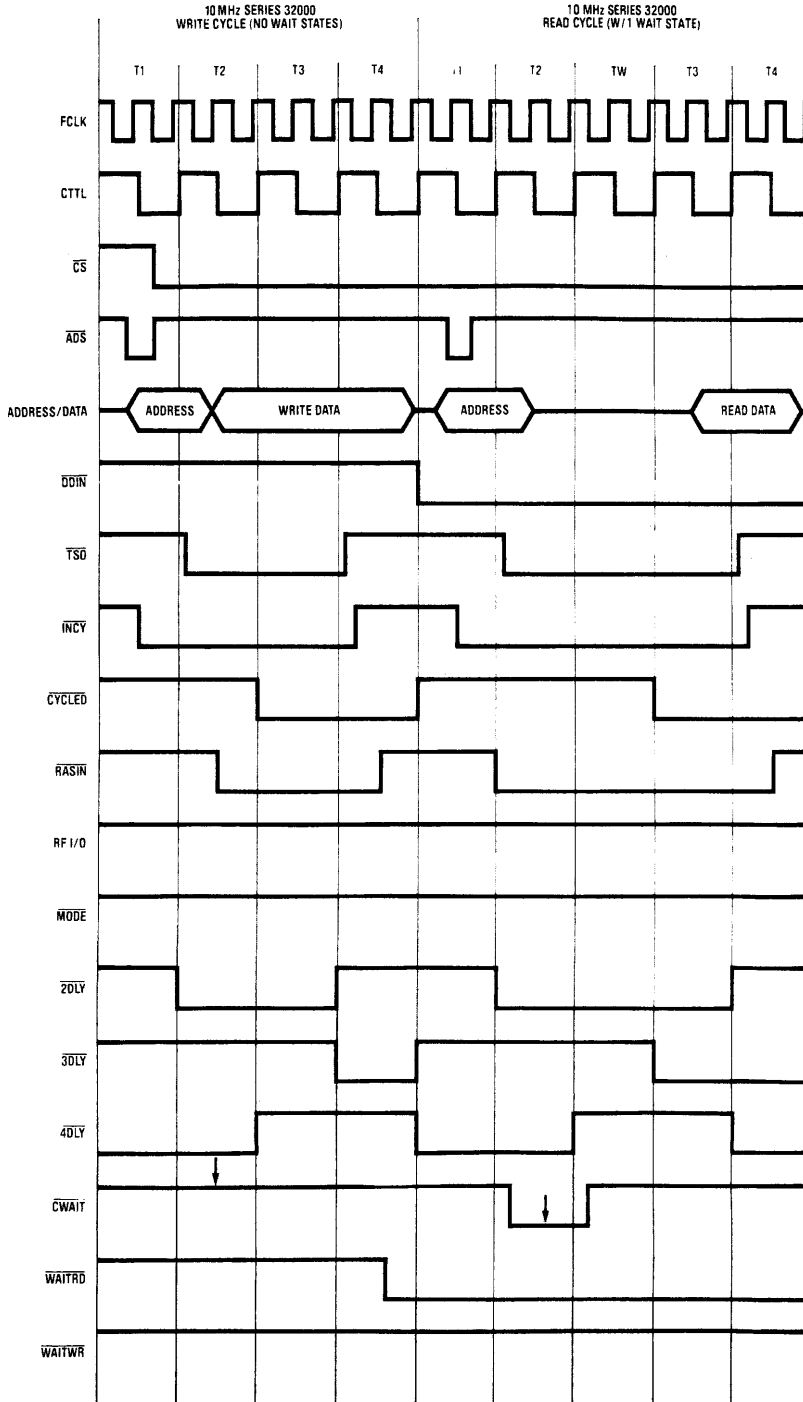 10 MHz SERIES 32000
WRITE CYCLE (NO WAIT STATES)
10 MHz SERIES 32000
READ CYCLE (W/1 WAIT STATE)
T1 T2 T3 T4 T1 T2 TW T3 T4
FCLK
CTTL
CS
ADS
ADDRESS/DATA ADDRESS WRITE DATA ADDRESS READ DATA
DDIN
TSO
INCY
CYCLED
RASIN
RF I/O
MODE
2DLY
3DLY
4DLY
CWAIT
WAITRD
WAITWR